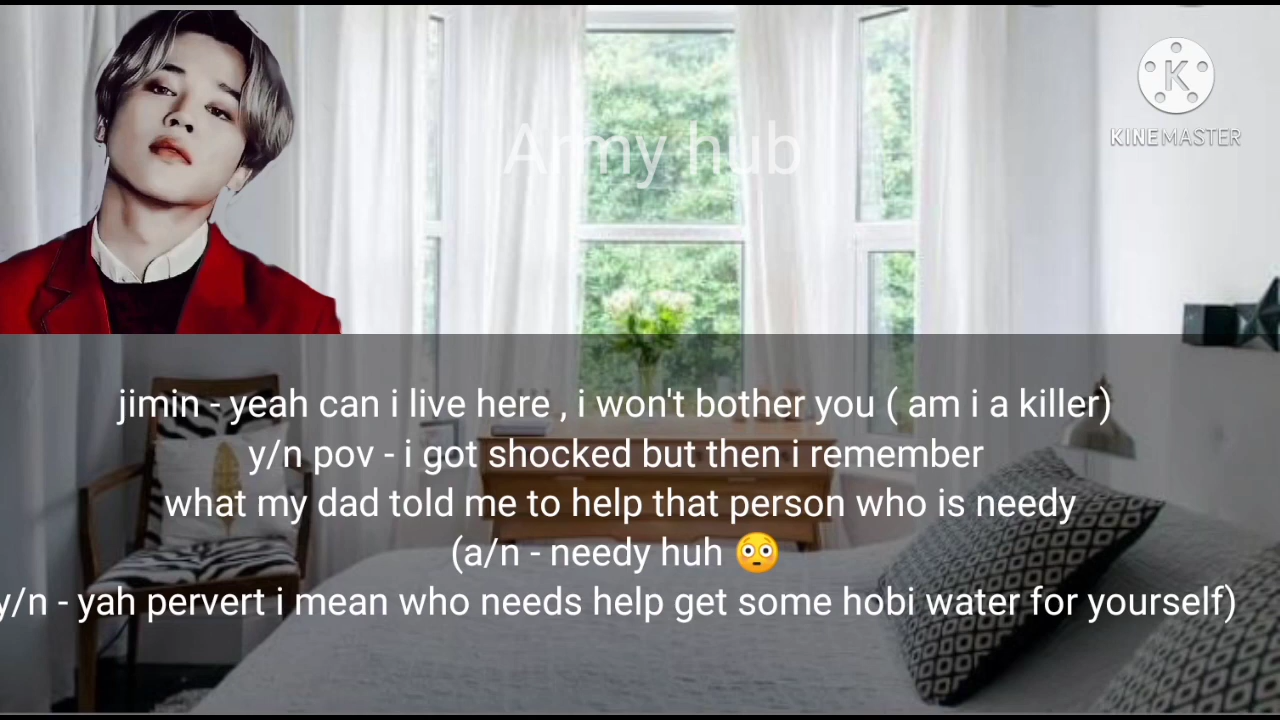 K
KINEMASTER
Army hub
jimin - yeah can i live here , i won't bother you ( am i a killer)
y/n pov - i got shocked but then i remember
what my dad told me to help that person who is needy
(a/n - needy huh 😳
y/n - yah pervert i mean who needs help get some hobi water for yourself)